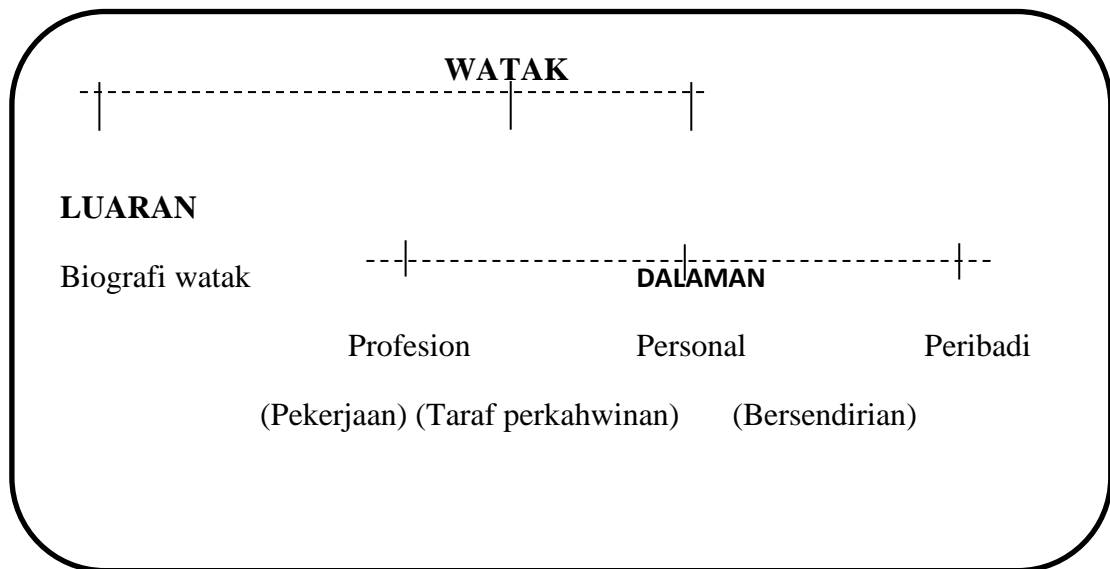 WATAK
LUARAN
Biografi watak
DALAMAN
Profesion Personal Peribadi
(Pekerjaan) (Taraf perkahwinan) (Bersendirian)